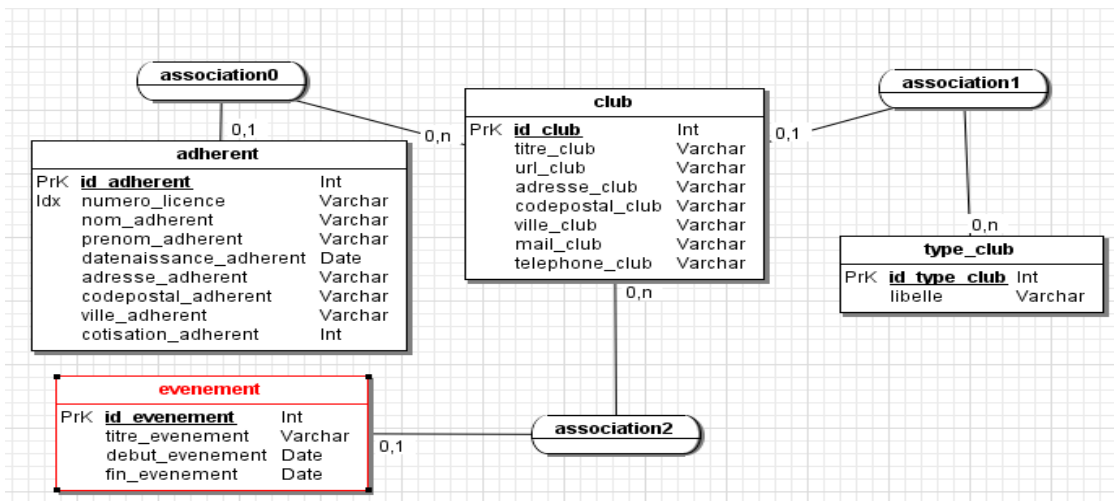 association0
association1
club
PrK id_club Int
titre_club Varchar
url_club Varchar
adresse_club Varchar
codepostal_club Varchar
ville_club Varchar
mail_club Varchar
telephone_club Varchar
0,1
0,n
0,1
0,n
0,n
adherent
PrK id_adherent Int
Idx numero_licence Varchar
nom_adherent Varchar
prenom_adherent Varchar
datenaissance_adherent Date
adresse_adherent Varchar
codepostal_adherent Varchar
ville_adherent Varchar
cotisation_adherent Int
type_club
PrK id_type_club Int
libelle Varchar
evenement
PrK id_evenement Int
titre_evenement Varchar
debut_evenement Date
fin_evenement Date
0,1
association2